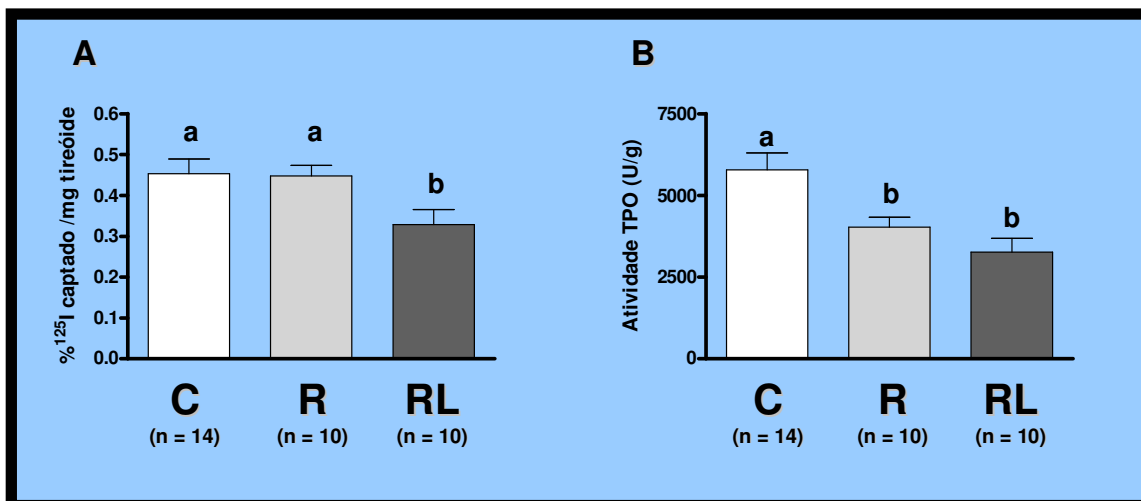 A
%¹²⁵I captado /mg tireóide
0.6
0.5
0.4
0.3
0.2
0.1
0.0
a
a
b
C
R
RL
(n = 14)
(n = 10)
(n = 10)
B
Atividade TPO (U/g)
7500
5000
2500
0
a
b
b
C
R
RL
(n = 14)
(n = 10)
(n = 10)